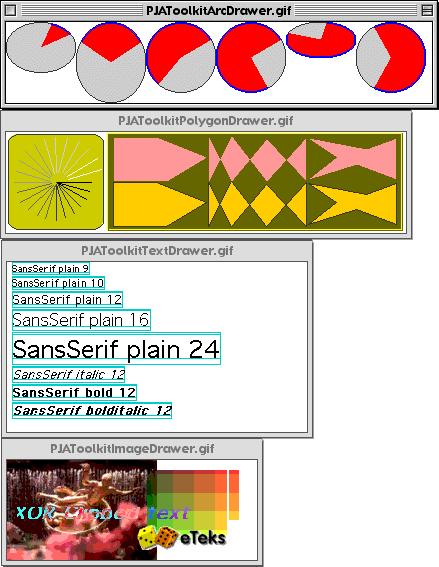 PJAToolkitArcDrawer.gif
PJAToolkitPolygonDrawer.gif
PJAToolkitTextDrawer.gif
SansSerif plain 9
SansSerif plain 10
SansSerif plain 12
SansSerif plain 16
SansSerif plain 24
SansSerif italic 12
SansSerif bold 12
SansSerif bolditalic 12
PJAToolkitImageDrawer.gif
XOR Clipped text
eTeks